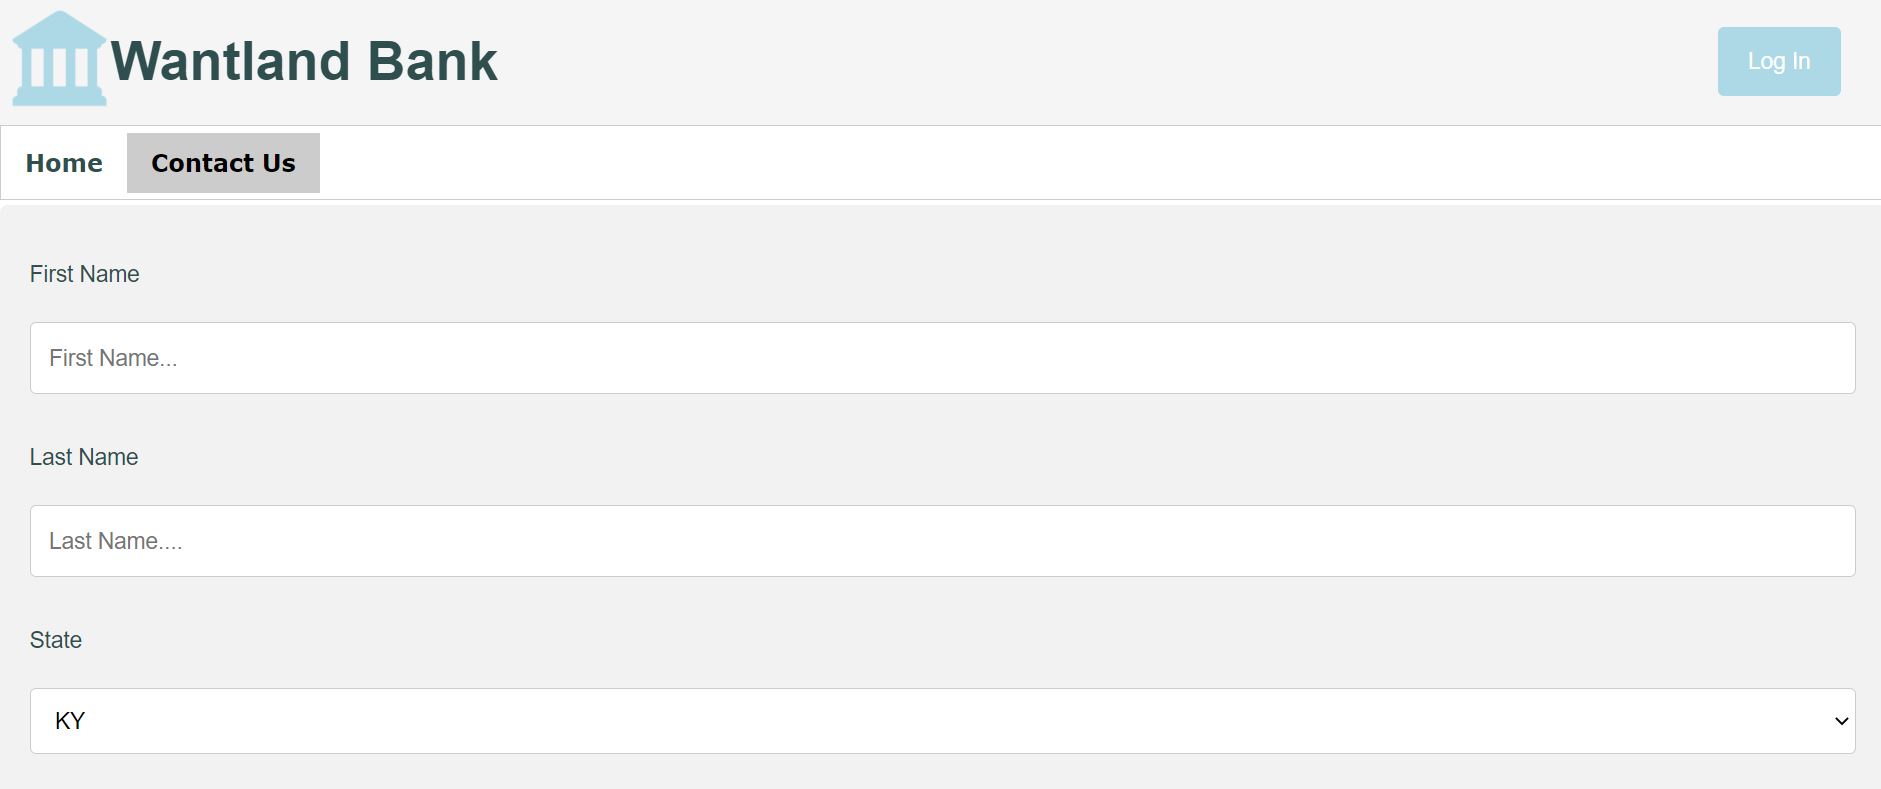 Wantland Bank
Log In
Home Contact Us
First Name
First Name...
Last Name
Last Name....
State
KY